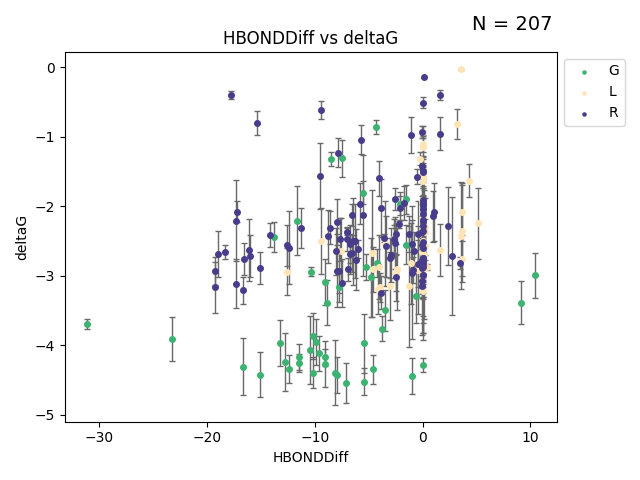 N = 207
HBONDDiff vs deltaG
G
L
R
0
−1
−2
−3
−4
−5
deltaG
−30 −20 −10 0 10
HBONDDiff